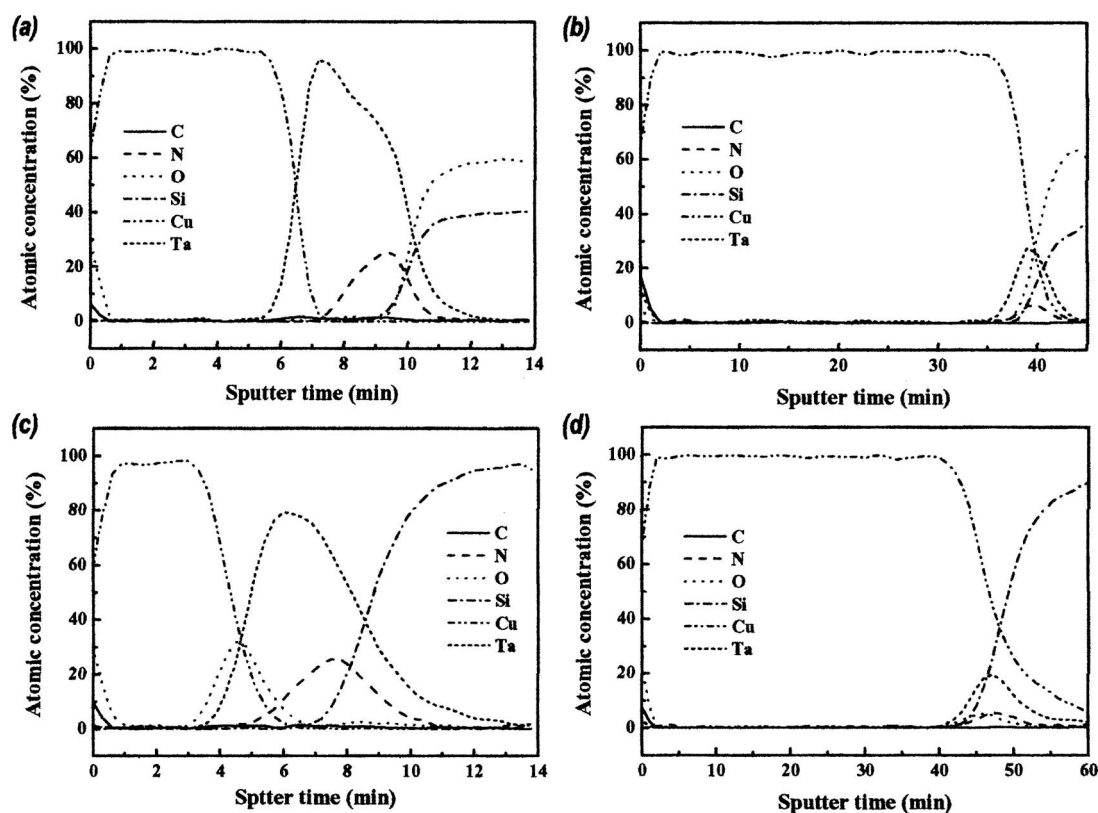 (a)
Atomic concentration (%)
100
80
60
40
20
0
C
N
O
Si
Cu
Ta
0 2 4 6 8 10 12 14
Sputter time (min)
(b)
Atomic concentration (%)
100
80
60
40
20
0
C
N
O
Si
Cu
Ta
0 10 20 30 40
Sputter time (min)
(c)
Atomic concentration (%)
100
80
60
40
20
0
C
N
O
Si
Cu
Ta
0 2 4 6 8 10 12 14
Sptter time (min)
(d)
Atomic concentration (%)
100
80
60
40
20
0
C
N
O
Si
Cu
Ta
0 10 20 30 40 50 60
Sputter time (min)